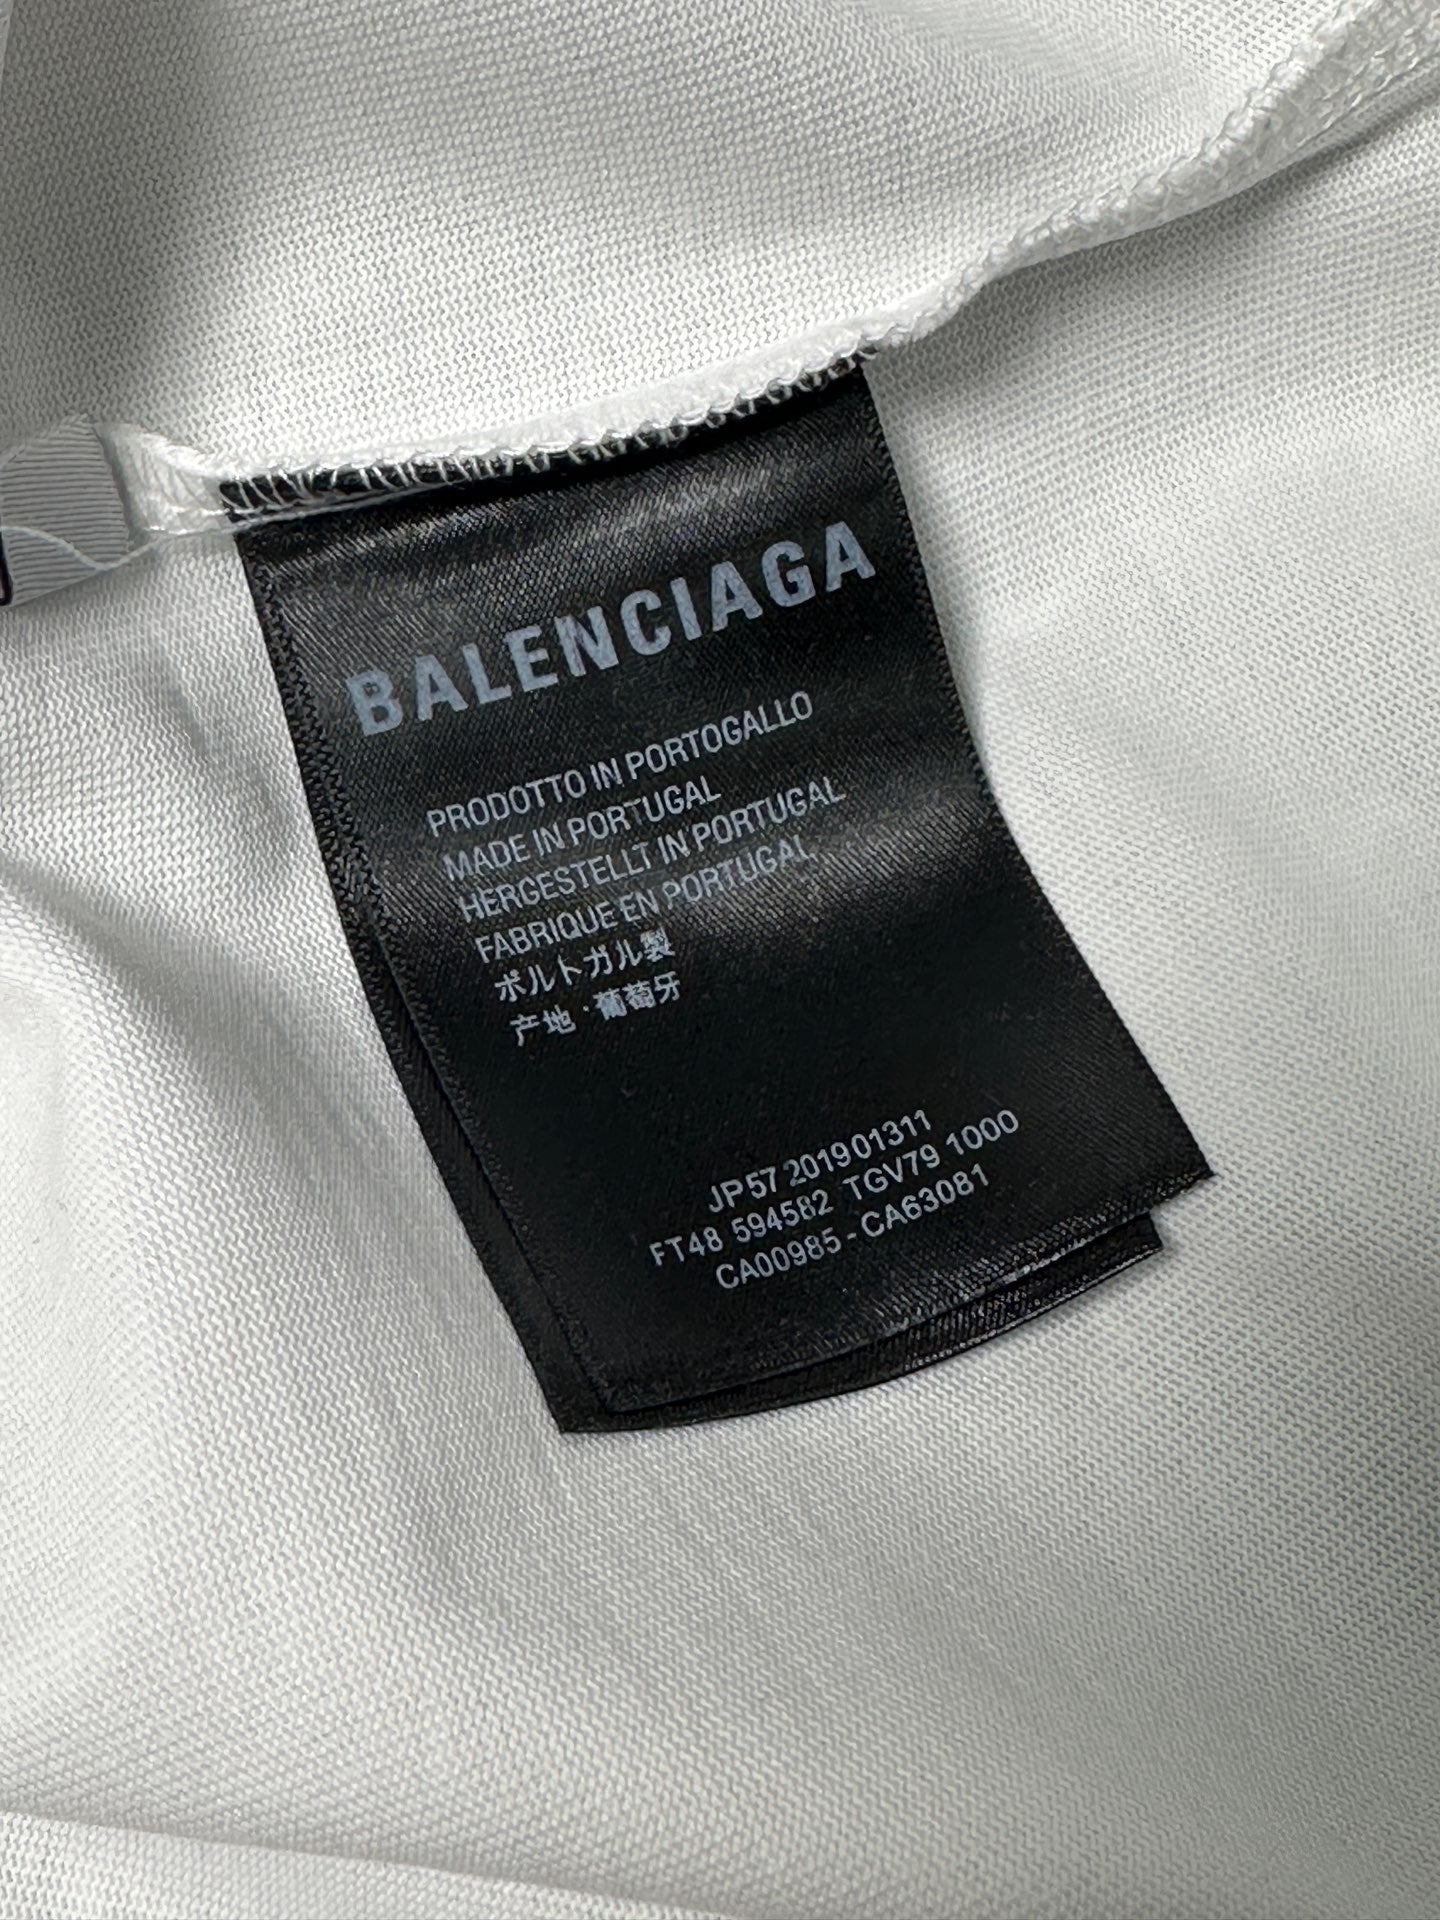 BALENCIAGA
PRODOTTO IN PORTOGALLO
MADE IN PORTUGAL
HERGESTELLT IN PORTUGAL
FABRIQUE EN PORTUGAL
ポルトガル製
产地·葡萄牙
JP57 201901311
FT48 594582 TGV79 1000
CA00985 - CA63081